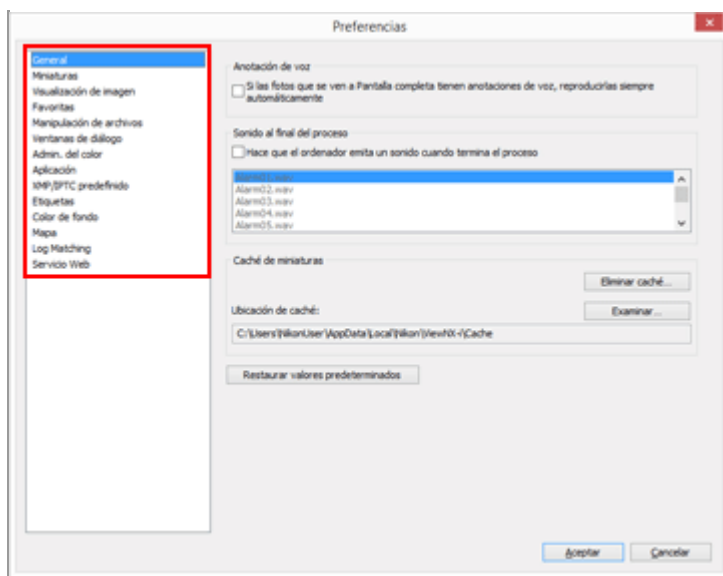 Preferencias
General
Miniaturas
Visualización de imagen
Favoritas
Manipulación de archivos
Ventanas de diálogo
Admin. del color
Aplicación
XMP/IPTC predefinido
Etiquetas
Color de fondo
Mapa
Log Matching
Servicio Web
Anotación de voz
Si las fotos que se ven a Pantalla completa tienen anotaciones de voz, reproducirlas siempre
automáticamente
Sonido al final del proceso
Hace que el ordenador emita un sonido cuando termina el proceso
Alarm01.wav
Alarm02.wav
Alarm03.wav
Alarm04.wav
Alarm05.wav
Caché de miniaturas
Eliminar caché...
Ubicación de caché:
Examinar...
C:\Users\NikonUser\AppData\Local\Nikon\ViewNX-i\Cache
Restaurar valores predeterminados
Aceptar
Cancelar